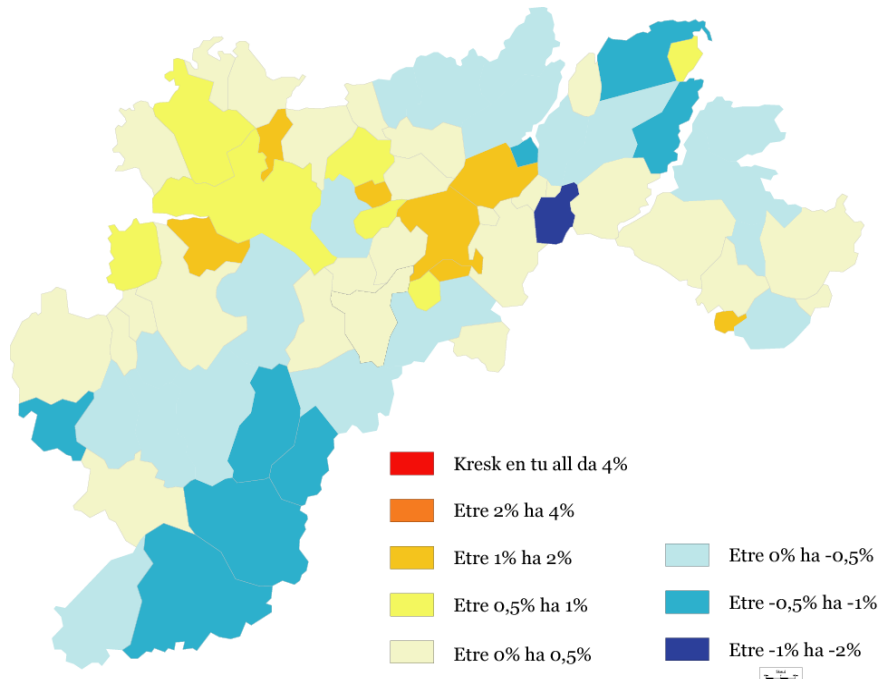 Kresk en tu all da 4%
Etre 2% ha 4%
Etre 1% ha 2%
Etre 0,5% ha 1%
Etre 0% ha 0,5%
Etre 0% ha -0,5%
Etre -0,5% ha -1%
Etre -1% ha -2%